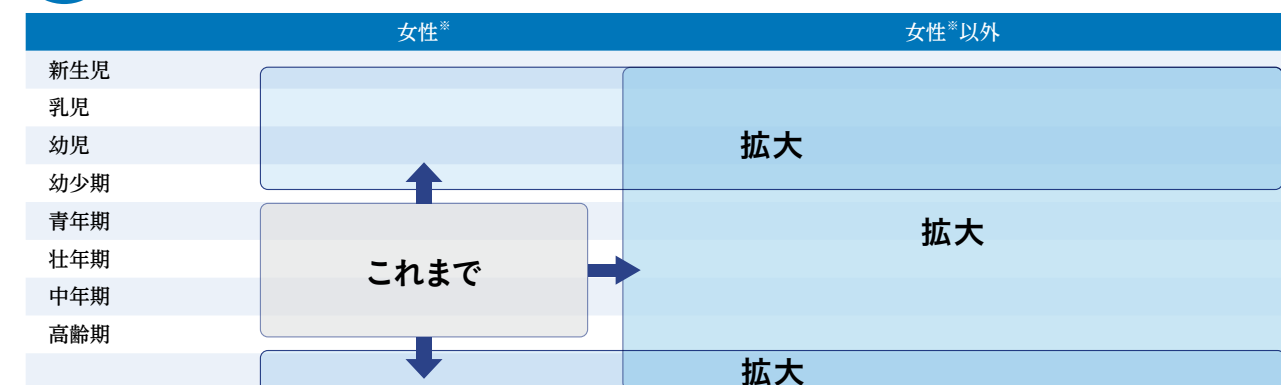 女性※ 女性※以外
新生児
乳児
幼児
拡大
幼少期
青年期
拡大
壮年期
これまで
中年期
高齢期
拡大